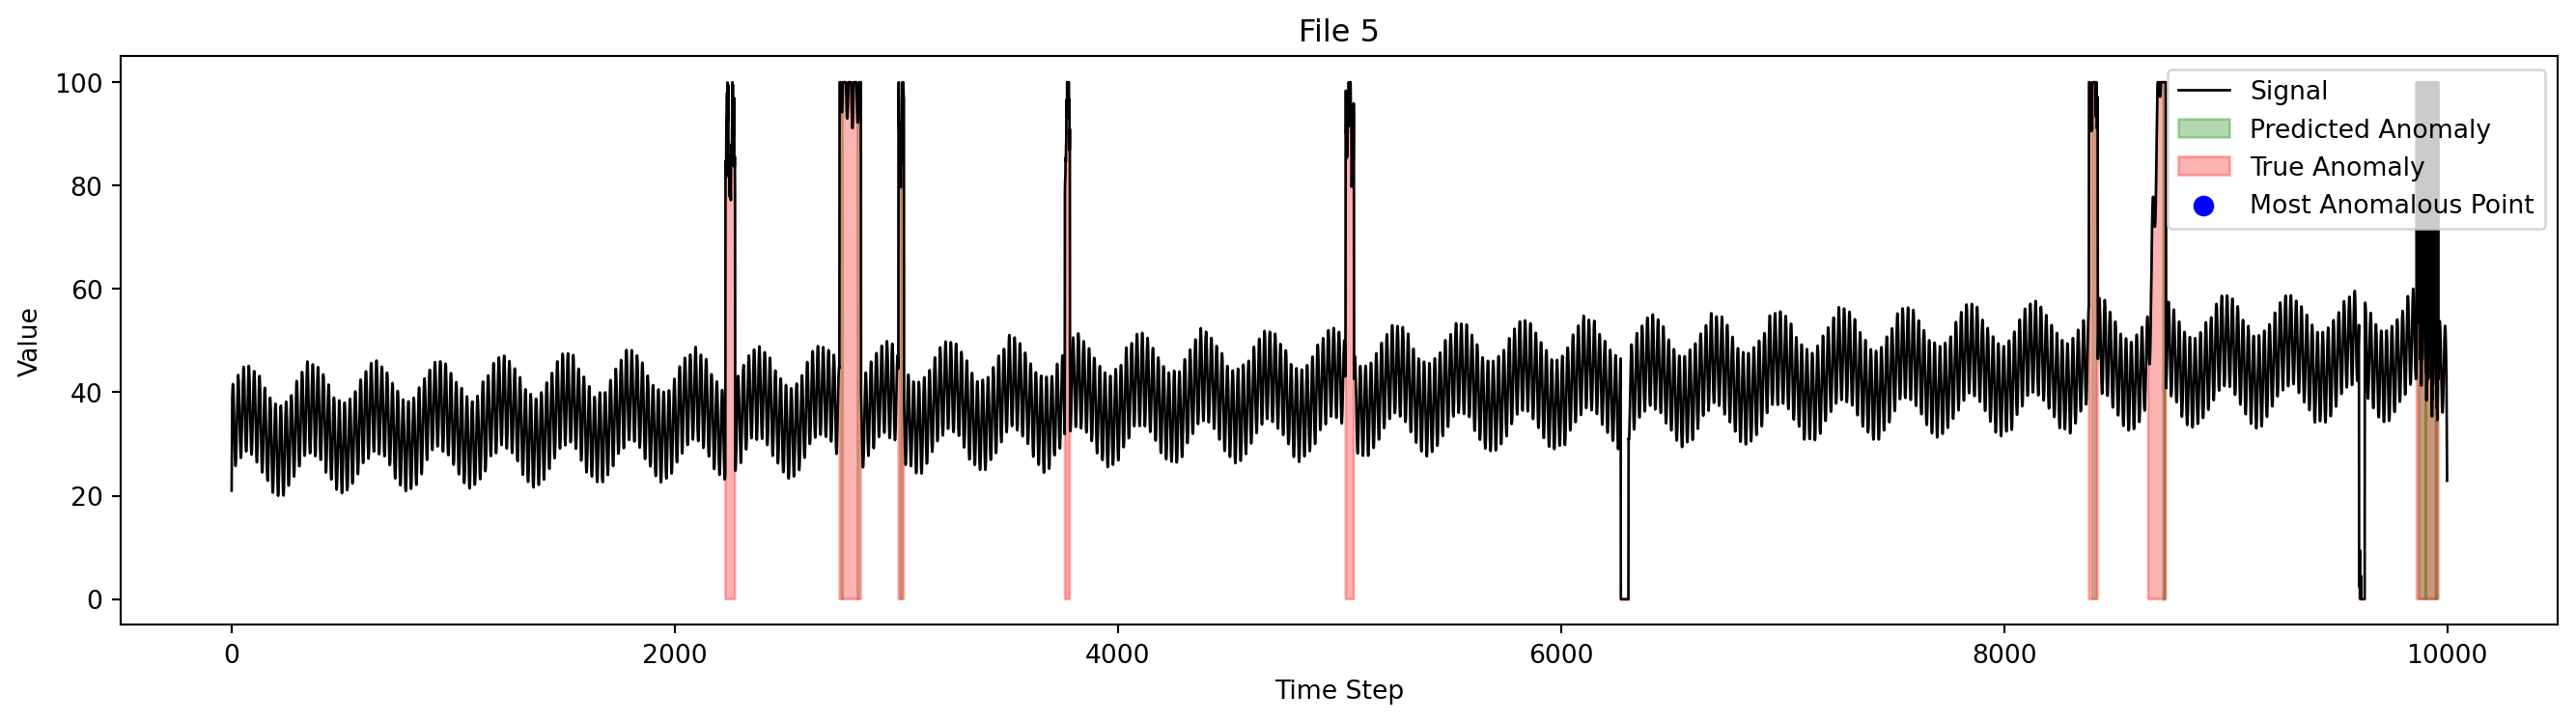 File 5
100
80
60
40
20
0
Value
Signal
Predicted Anomaly
True Anomaly
Most Anomalous Point
0 2000 4000 6000 8000 10000
Time Step